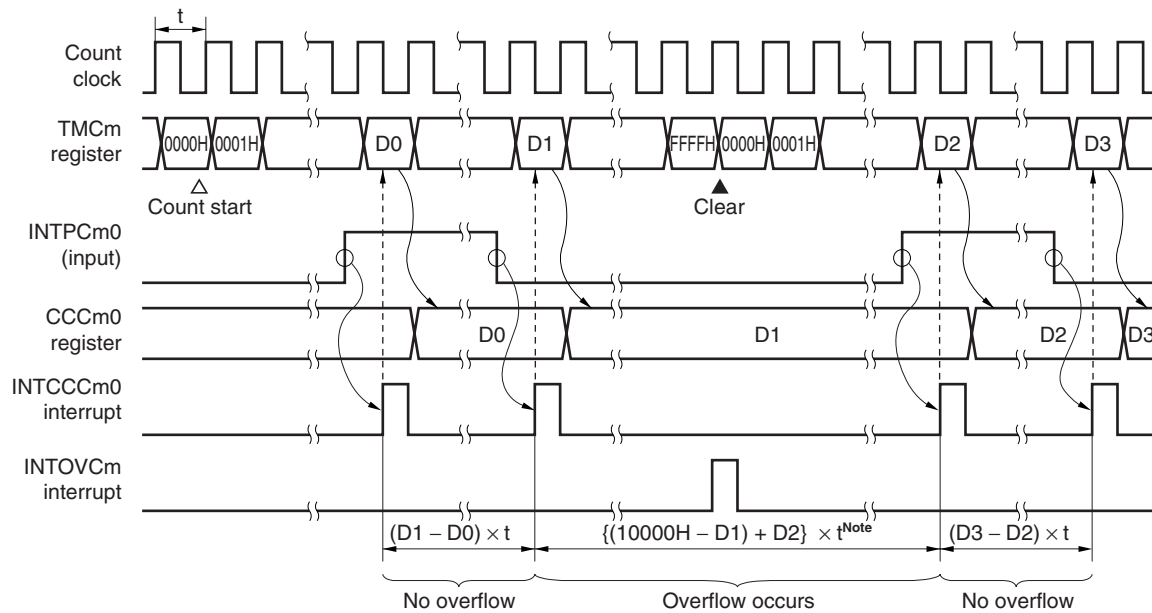 t
Count
clock
TMCm
register
0000H 0001H D0 D1 FFFFH 0000H 0001H D2 D3
Count start
Clear
INTPCm0
(input)
CCCm0
register
D0 D1 D2 D3
INTCCCm0
interrupt
INTOVCm
interrupt
(D1 – D0) × t {(10000H – D1) + D2} × t^Note (D3 – D2) × t
No overflow Overflow occurs No overflow